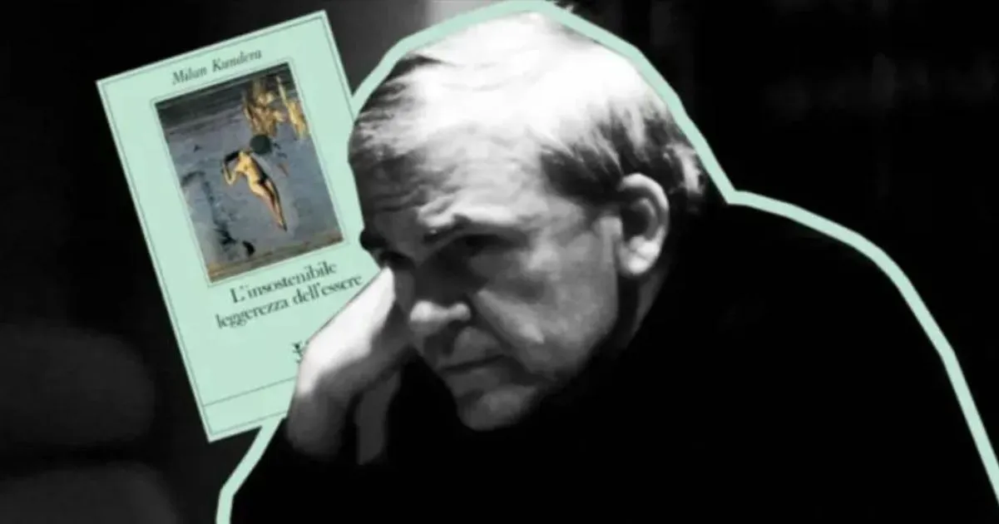 Milan Kundera
L'insostenibile
leggerezza dell'essere